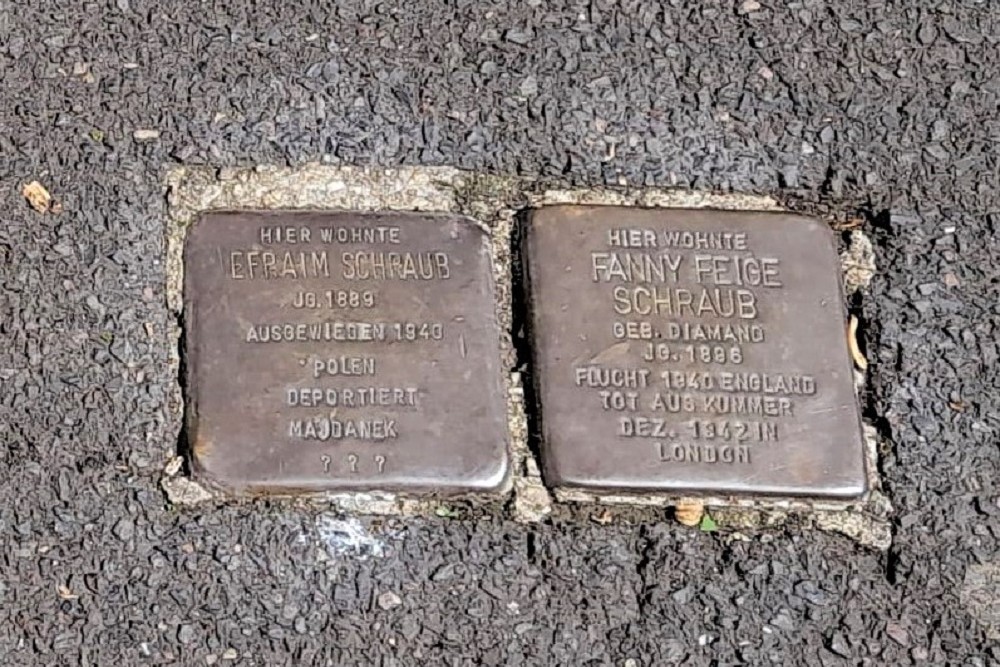 HIER WOHNTE
EFRAIM SCHRAUB
JG. 1889
AUSGEWIEDEN 1940
POLEN
DEPORTIERT
MAJDANEK
? ? ?
HIER WOHNTE
FANNY FEIGE
SCHRAUB
GEB. DIAMAND
JG. 1896
FLUCHT 1940 ENGLAND
TOT AUS KUMMER
DEZ. 1942 IN
LONDON